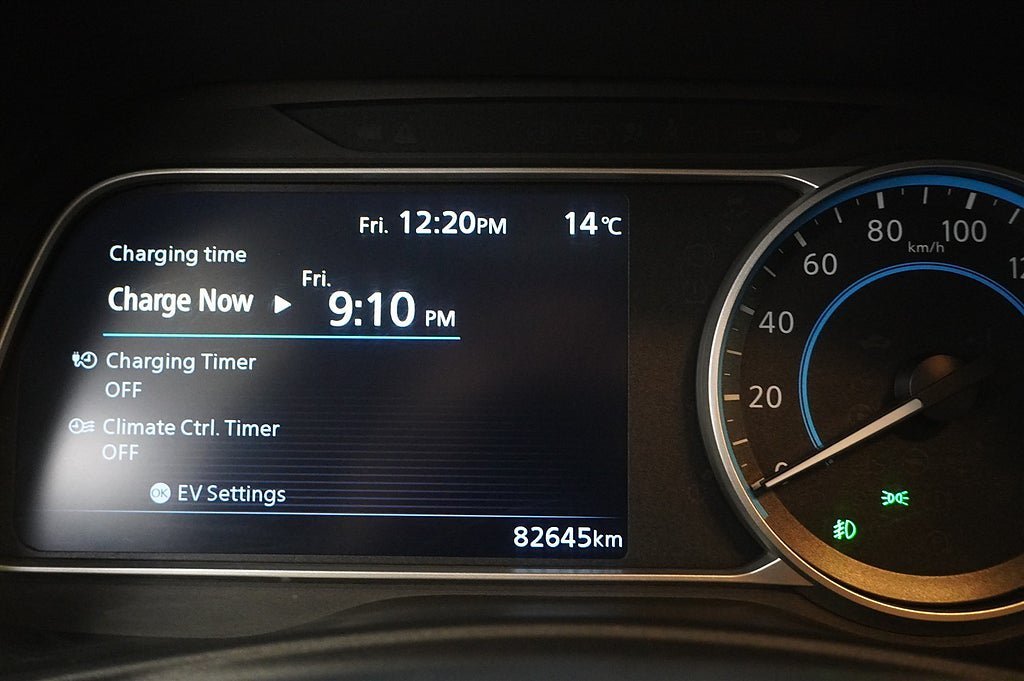 Fri. 12:20PM 14°C
Charging time
Charge Now ▶ Fri. 9:10 PM
Charging Timer
OFF
Climate Ctrl. Timer
OFF
OK EV Settings
82645km
80 100
km/h
60
40
20
0